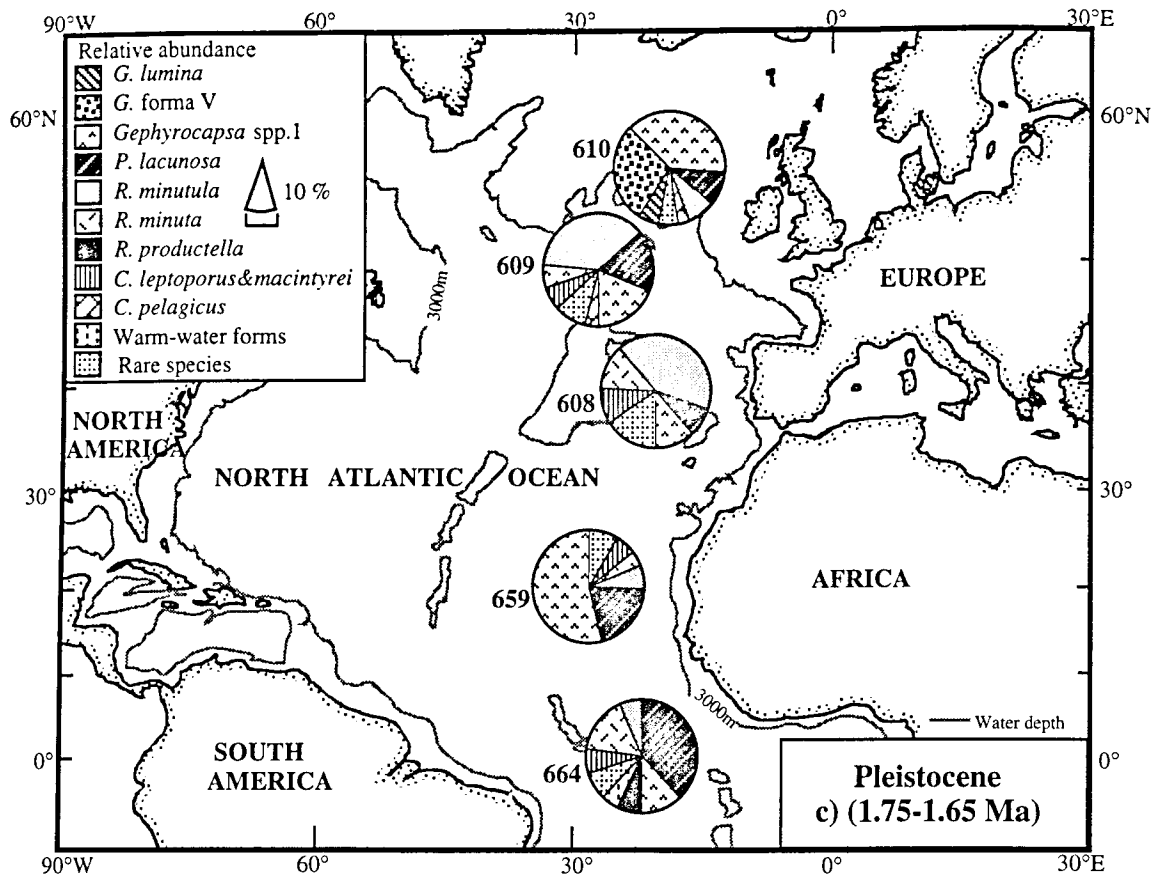 90°W 60° 30° 0° 30°E
Relative abundance
G. lumina
G. forma V
Gephyrocapsa spp.1
P. lacunosa
R. minutula
10 %
R. minuta
R. productella
C. leptoporus&macintyrei
C. pelagicus
Warm-water forms
Rare species
60°N
60°N
610
609
3000m
EUROPE
608
NORTH
AMERICA
NORTH ATLANTIC OCEAN
30°
30°
659
AFRICA
3000m
Water depth
SOUTH
AMERICA
0°
0°
664
Pleistocene
c) (1.75-1.65 Ma)
90°W 60° 30° 0° 30°E